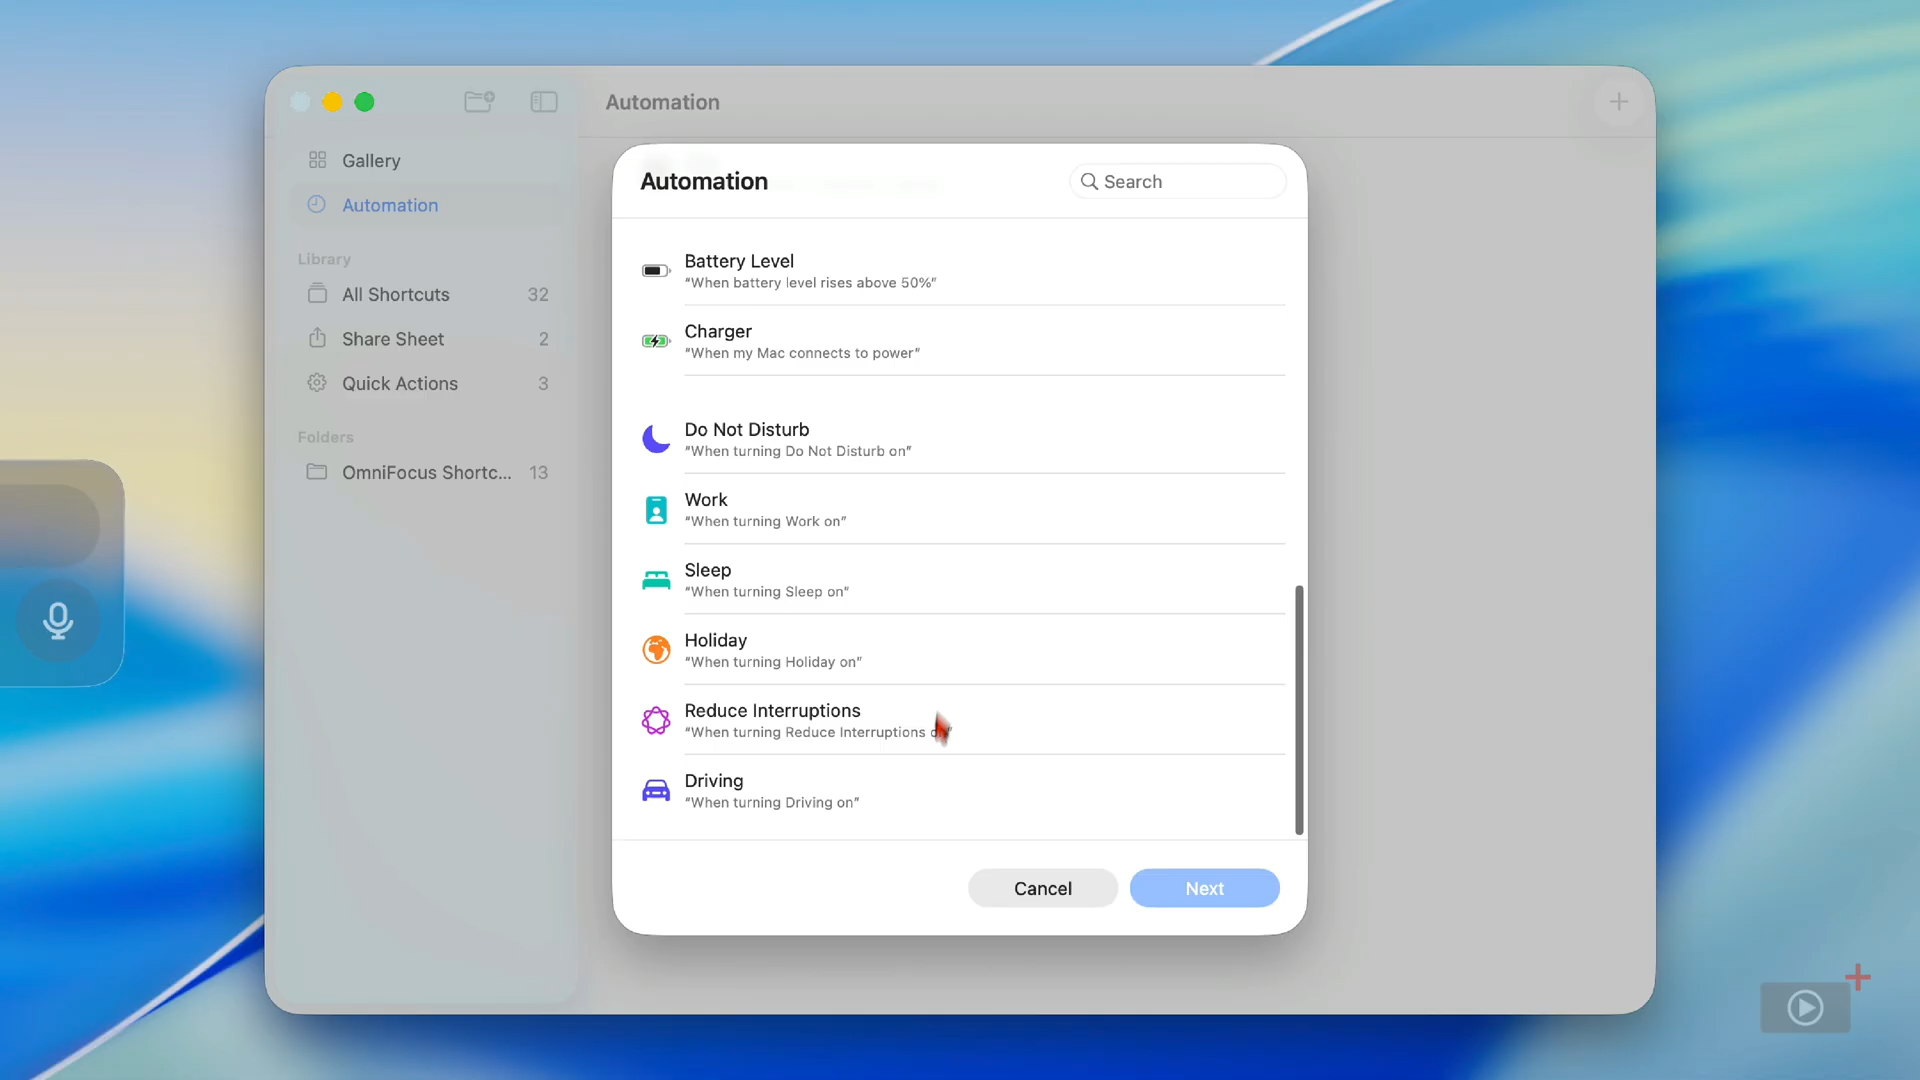 Automation
Gallery
Automation
Library
All Shortcuts 32
Share Sheet 2
Quick Actions 3
Folders
OmniFocus Shortc... 13
Automation
Search
Battery Level
"When battery level rises above 50%"
Charger
"When my Mac connects to power"
Do Not Disturb
"When turning Do Not Disturb on"
Work
"When turning Work on"
Sleep
"When turning Sleep on"
Holiday
"When turning Holiday on"
Reduce Interruptions
"When turning Reduce Interruptions on"
Driving
"When turning Driving on"
Cancel
Next